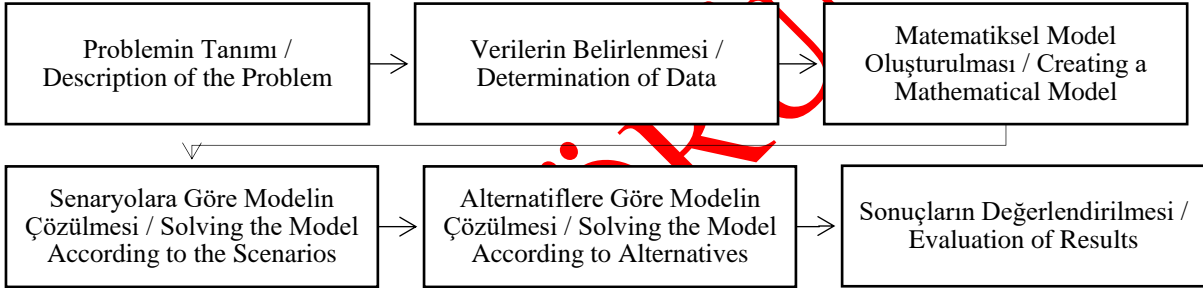 Problemin Tanımı /
Description of the Problem
Verilerin Belirlenmesi /
Determination of Data
Matematiksel Model
Oluşturulması / Creating a
Mathematical Model
Senaryolara Göre Modelin
Çözülmesi / Solving the Model
According to the Scenarios
Alternatiflere Göre Modelin
Çözülmesi / Solving the Model
According to Alternatives
Sonuçların Değerlendirilmesi /
Evaluation of Results